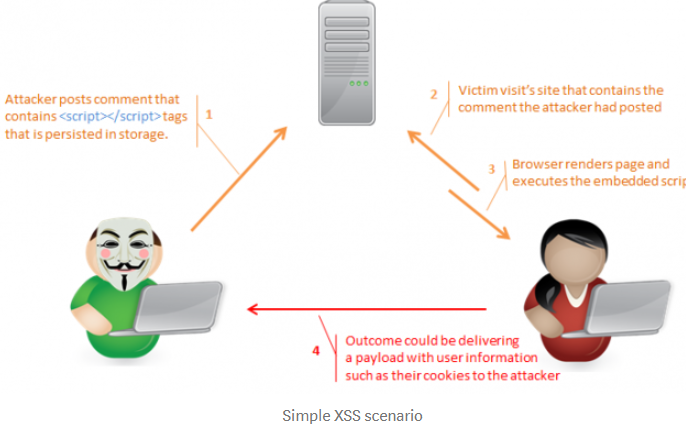 Attacker posts comment that
contains <script></script> tags
that is persisted in storage.
1
2
Victim visit's site that contains the
comment the attacker had posted
3
Browser renders page and
executes the embedded scrip
4
Outcome could be delivering
a payload with user information
such as their cookies to the attacker
Simple XSS scenario